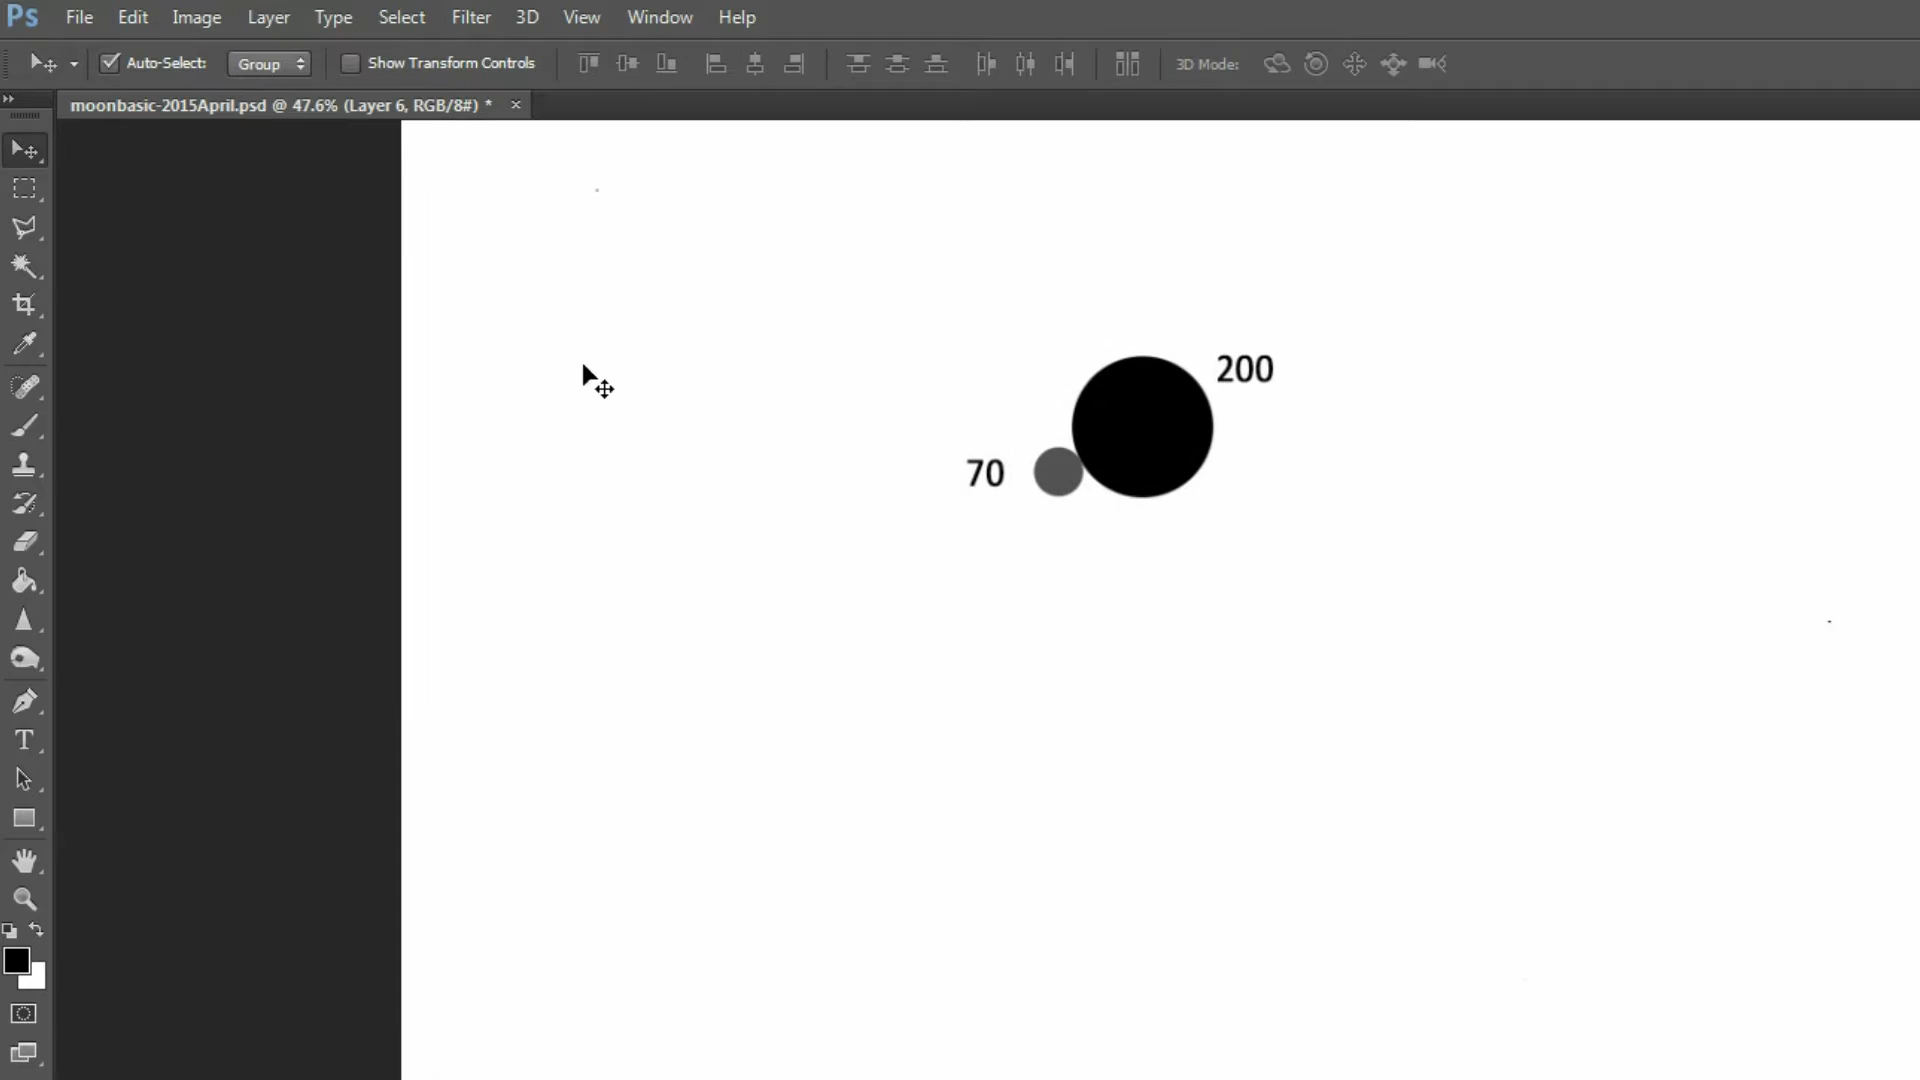 Ps File Edit Image Layer Type Select Filter 3D View Window Help
Auto-Select: Group Show Transform Controls 3D Mode:
moonbasic-2015April.psd @ 47.6% (Layer 6, RGB/8#) * ×
200
70
T